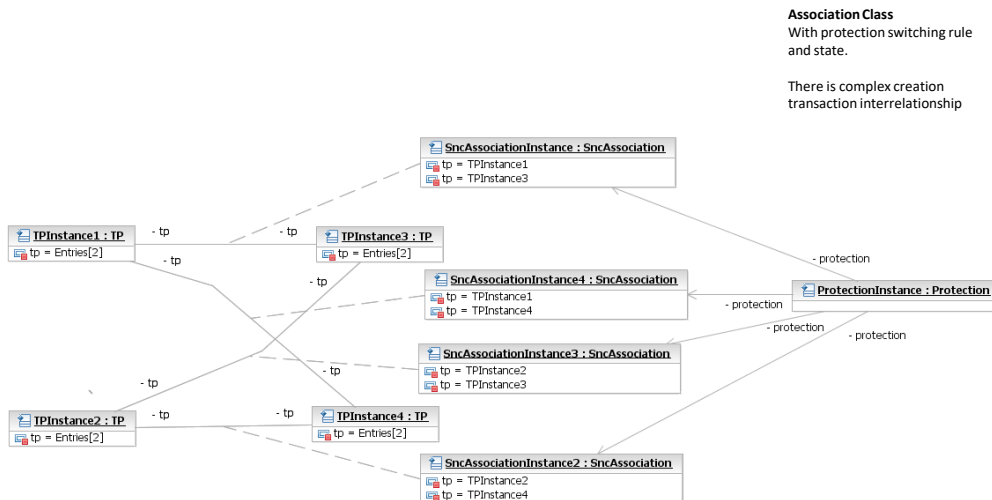 Association Class
With protection switching rule
and state.
There is complex creation
transaction interrelationship
SncAssociationInstance : SncAssociation
tp = TPInstance1
tp = TPInstance3
TPInstance1 : TP
tp = Entries[2]
- tp
- tp
TPInstance3 : TP
tp = Entries[2]
- tp
- tp
- protection
SncAssociationInstance4 : SncAssociation
tp = TPInstance1
tp = TPInstance4
ProtectionInstance : Protection
- protection
- protection
- protection
SncAssociationInstance3 : SncAssociation
tp = TPInstance2
tp = TPInstance3
- tp
- tp
TPInstance2 : TP
tp = Entries[2]
- tp
- tp
TPInstance4 : TP
tp = Entries[2]
SncAssociationInstance2 : SncAssociation
tp = TPInstance2
tp = TPInstance4